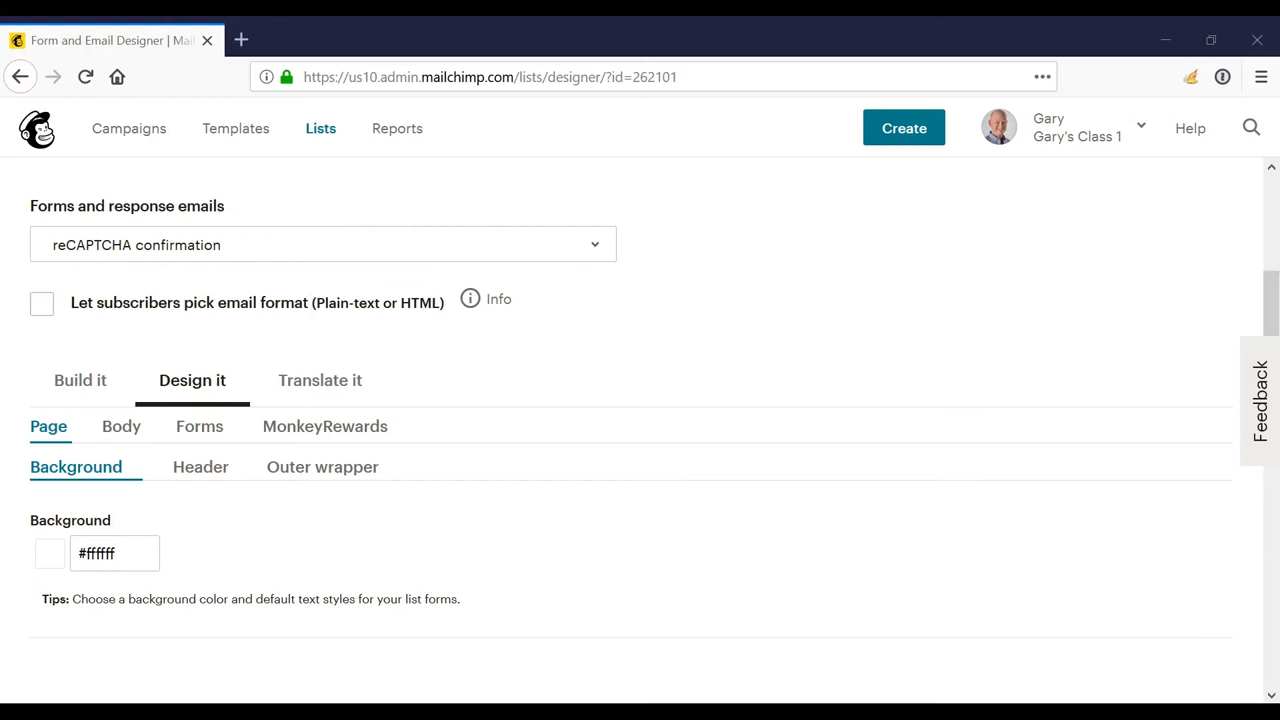 Form and Email Designer | Mail
https://us10.admin.mailchimp.com/lists/designer/?id=262101
Campaigns
Templates
Lists
Reports
Create
Gary
Gary's Class 1
Help
Forms and response emails
reCAPTCHA confirmation
Let subscribers pick email format (Plain-text or HTML)
Info
Build it
Design it
Translate it
Page
Body
Forms
MonkeyRewards
Background
Header
Outer wrapper
Background
#ffffff
Tips: Choose a background color and default text styles for your list forms.
Feedback